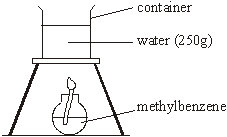 container
water (250g)
methylbenzene